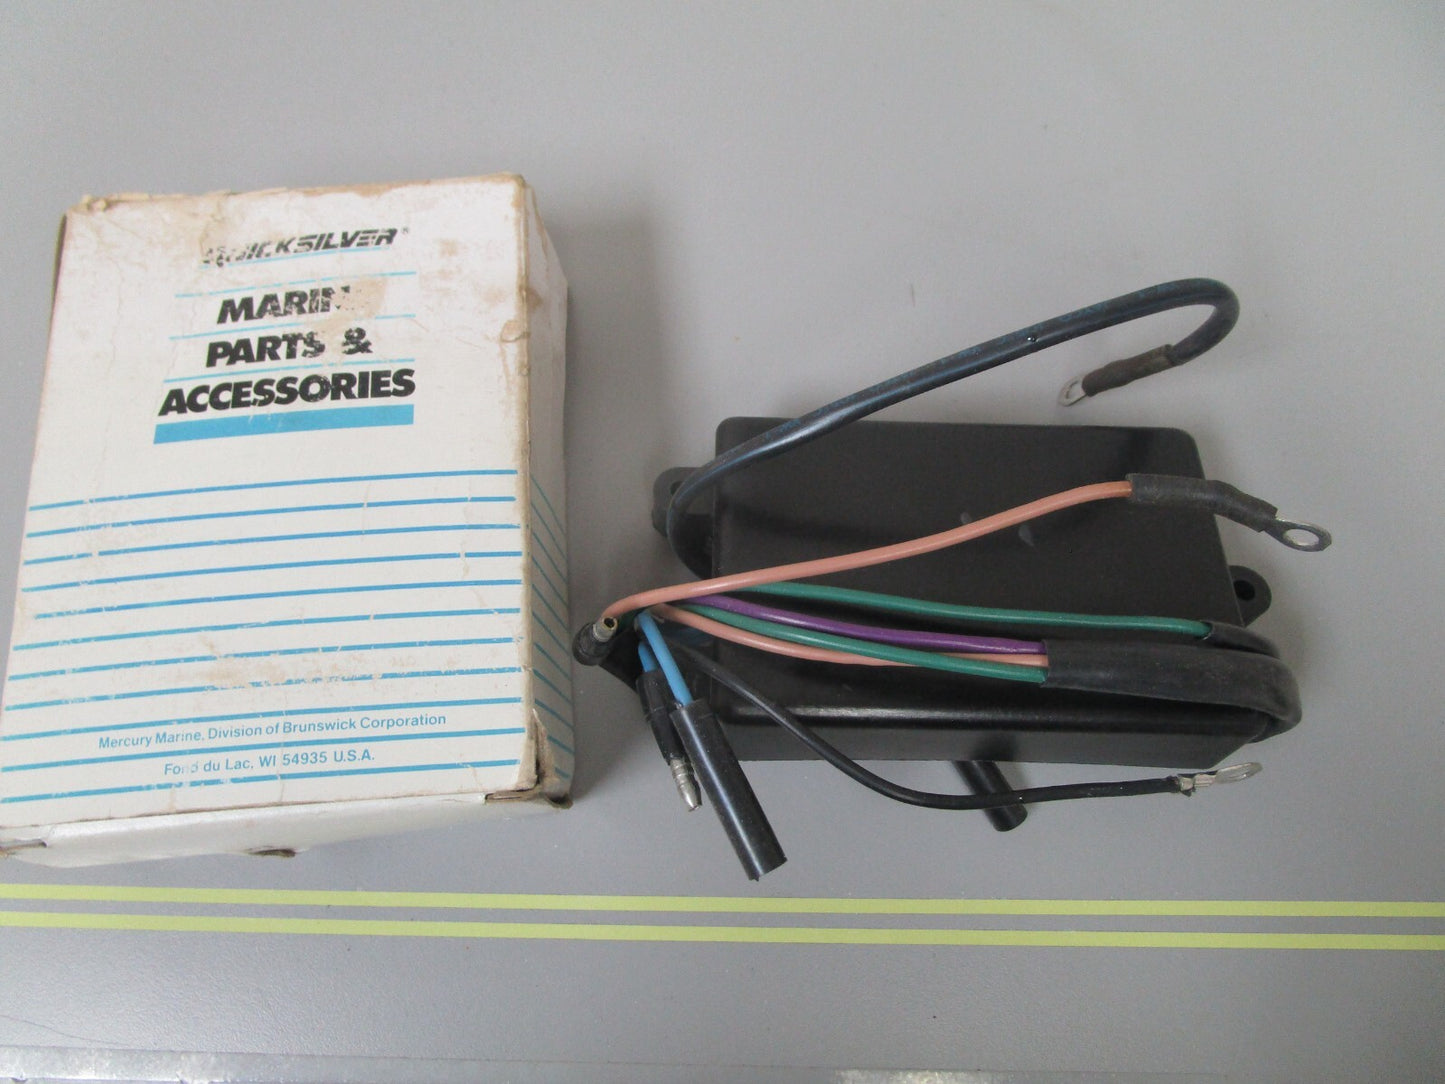 QUICKSILVER®
MARIN
PARTS &
ACCESSORIES
Mercury Marine, Division of Brunswick Corporation
Fond du Lac, WI 54935 U.S.A.